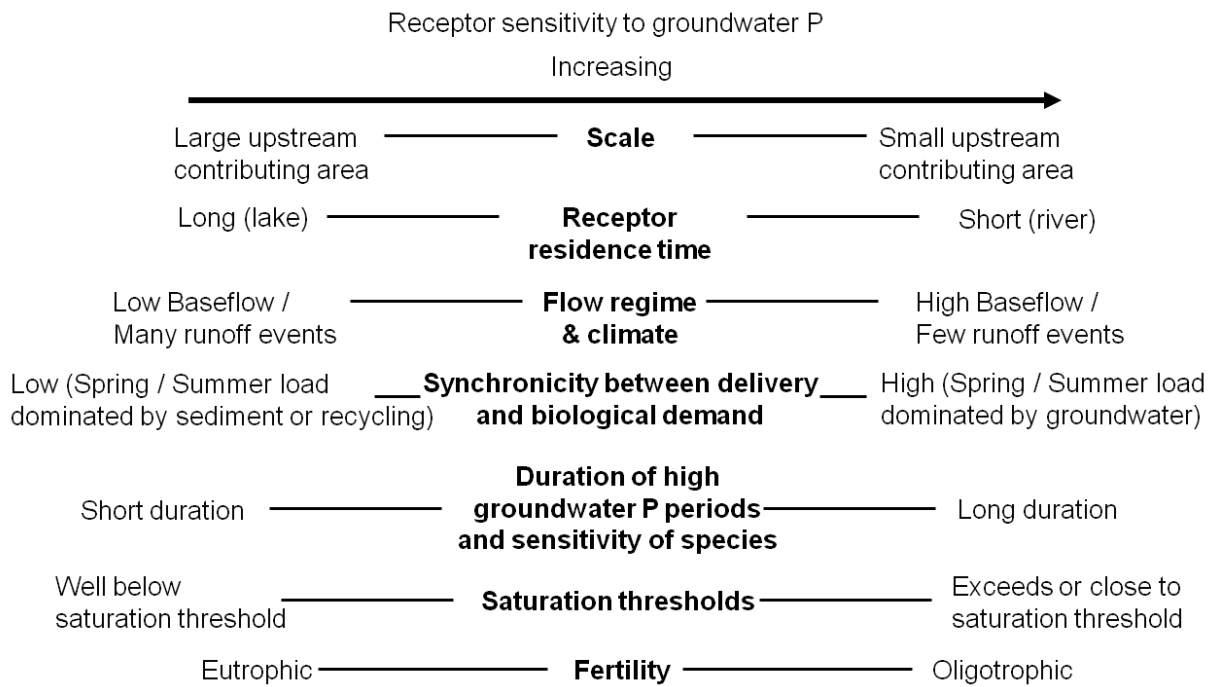 Receptor sensitivity to groundwater P
Increasing
Large upstream
contributing area
Scale
Small upstream
contributing area
Long (lake)
Receptor
residence time
Short (river)
Low Baseflow /
Many runoff events
Flow regime
& climate
High Baseflow /
Few runoff events
Low (Spring / Summer load
dominated by sediment or recycling)
Synchronicity between delivery
and biological demand
High (Spring / Summer load
dominated by groundwater)
Short duration
Duration of high
groundwater P periods
and sensitivity of species
Long duration
Well below
saturation threshold
Saturation thresholds
Exceeds or close to
saturation threshold
Eutrophic
Fertility
Oligotrophic